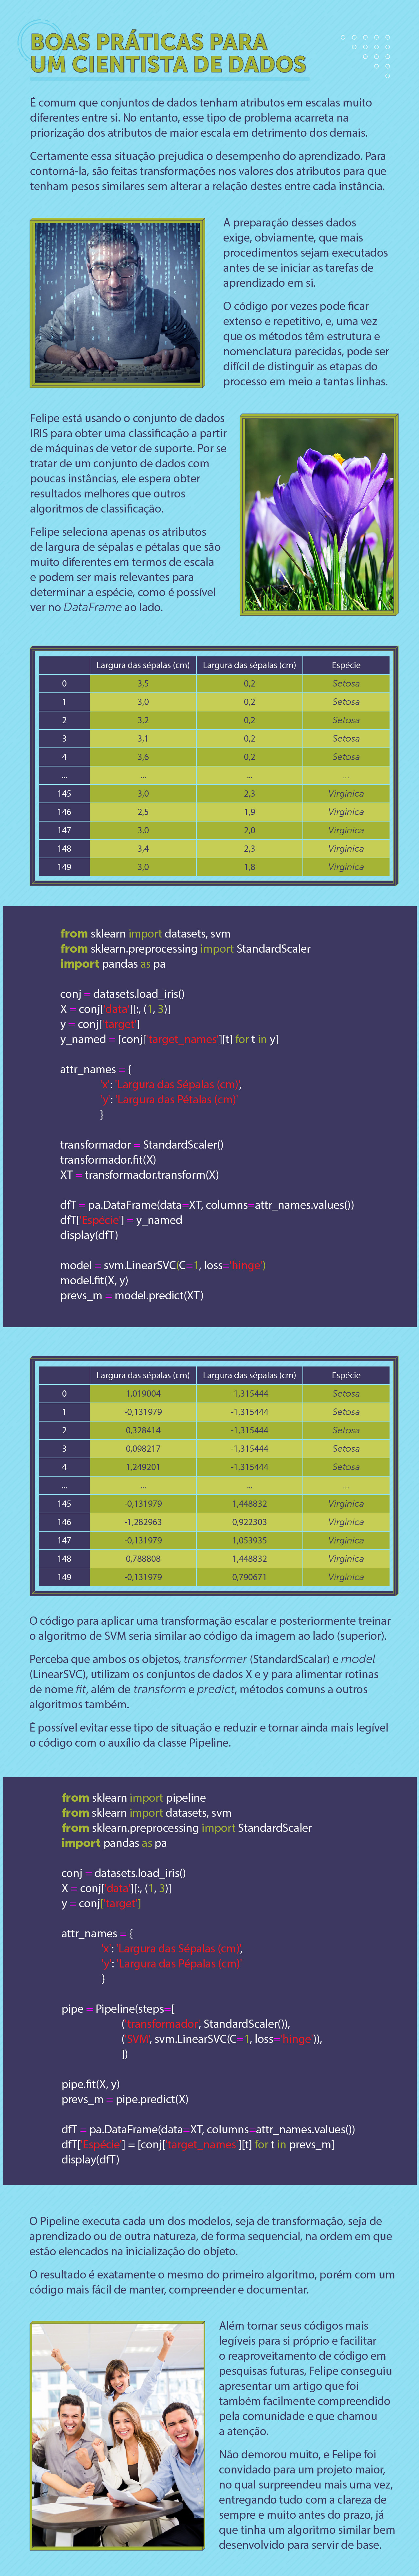 BOAS PRÁTICAS PARA
UM CIENTISTA DE DADOS
É comum que conjuntos de dados tenham atributos em escalas muito
diferentes entre si. No entanto, esse tipo de problema acarreta na
priorização dos atributos de maior escala em detrimento dos demais.
Certamente essa situação prejudica o desempenho do aprendizado. Para
contorná-la, são feitas transformações nos valores dos atributos para que
tenham pesos similares sem alterar a relação destes entre cada instância.
A preparação desses dados
exige, obviamente, que mais
procedimentos sejam executados
antes de se iniciar as tarefas de
aprendizado em si.
O código por vezes pode ficar
extenso e repetitivo, e, uma vez
que os métodos têm estrutura e
nomenclatura parecidas, pode ser
difícil de distinguir as etapas do
processo em meio a tantas linhas.
Felipe está usando o conjunto de dados
IRIS para obter uma classificação a partir
de máquinas de vetor de suporte. Por se
tratar de um conjunto de dados com
poucas instâncias, ele espera obter
resultados melhores que outros
algoritmos de classificação.
Felipe seleciona apenas os atributos
de largura de sépalas e pétalas que são
muito diferentes em termos de escala
e podem ser mais relevantes para
determinar a espécie, como é possível
ver no DataFrame ao lado.
Largura das sépalas (cm) Largura das sépalas (cm) Espécie
0 3,5 0,2 Setosa
1 3,0 0,2 Setosa
2 3,2 0,2 Setosa
3 3,1 0,2 Setosa
4 3,6 0,2 Setosa
... ... ... ...
145 3,0 2,3 Virginica
146 2,5 1,9 Virginica
147 3,0 2,0 Virginica
148 3,4 2,3 Virginica
149 3,0 1,8 Virginica
from sklearn import datasets, svm
from sklearn.preprocessing import StandardScaler
import pandas as pa
conj = datasets.load_iris()
X = conj['data'][:, (1, 3)]
y = conj['target']
y_named = [conj['target_names'][t] for t in y]
attr_names = {
'x': 'Largura das Sépalas (cm)',
'y': 'Largura das Pétalas (cm)'
}
transformador = StandardScaler()
transformador.fit(X)
XT = transformador.transform(X)
dfT = pa.DataFrame(data=XT, columns=attr_names.values())
dfT['Espécie'] = y_named
display(dfT)
model = svm.LinearSVC(C=1, loss='hinge')
model.fit(X, y)
prevs_m = model.predict(XT)
Largura das sépalas (cm) Largura das sépalas (cm) Espécie
0 1,019004 -1,315444 Setosa
1 -0,131979 -1,315444 Setosa
2 0,328414 -1,315444 Setosa
3 0,098217 -1,315444 Setosa
4 1,249201 -1,315444 Setosa
... ... ... ...
145 -0,131979 1,448832 Virginica
146 -1,282963 0,922303 Virginica
147 -0,131979 1,053935 Virginica
148 0,788808 1,448832 Virginica
149 -0,131979 0,790671 Virginica
O código para aplicar uma transformação escalar e posteriormente treinar
o algoritmo de SVM seria similar ao código da imagem ao lado (superior).
Perceba que ambos os objetos, transformer (StandardScalar) e model
(LinearSVC), utilizam os conjuntos de dados X e y para alimentar rotinas
de nome fit, além de transform e predict, métodos comuns a outros
algoritmos também.
É possível evitar esse tipo de situação e reduzir e tornar ainda mais legível
o código com o auxílio da classe Pipeline.
from sklearn import pipeline
from sklearn import datasets, svm
from sklearn.preprocessing import StandardScaler
import pandas as pa
conj = datasets.load_iris()
X = conj['data'][:, (1, 3)]
y = conj['target']
attr_names = {
'x': 'Largura das Sépalas (cm)',
'y': 'Largura das Pépalas (cm)'
}
pipe = Pipeline(steps=[
('transformador', StandardScaler()),
('SVM', svm.LinearSVC(C=1, loss='hinge')),
])
pipe.fit(X, y)
prevs_m = pipe.predict(X)
dfT = pa.DataFrame(data=XT, columns=attr_names.values())
dfT['Espécie'] = [conj['target_names'][t] for t in prevs_m]
display(dfT)
O Pipeline executa cada um dos modelos, seja de transformação, seja de
aprendizado ou de outra natureza, de forma sequencial, na ordem em que
estão elencados na inicialização do objeto.
O resultado é exatamente o mesmo do primeiro algoritmo, porém com um
código mais fácil de manter, compreender e documentar.
Além tornar seus códigos mais
legíveis para si próprio e facilitar
o reaproveitamento de código em
pesquisas futuras, Felipe conseguiu
apresentar um artigo que foi
também facilmente compreendido
pela comunidade e que chamou
a atenção.
Não demorou muito, e Felipe foi
convidado para um projeto maior,
no qual surpreendeu mais uma vez,
entregando tudo com a clareza de
sempre e muito antes do prazo, já
que tinha um algoritmo similar bem
desenvolvido para servir de base.